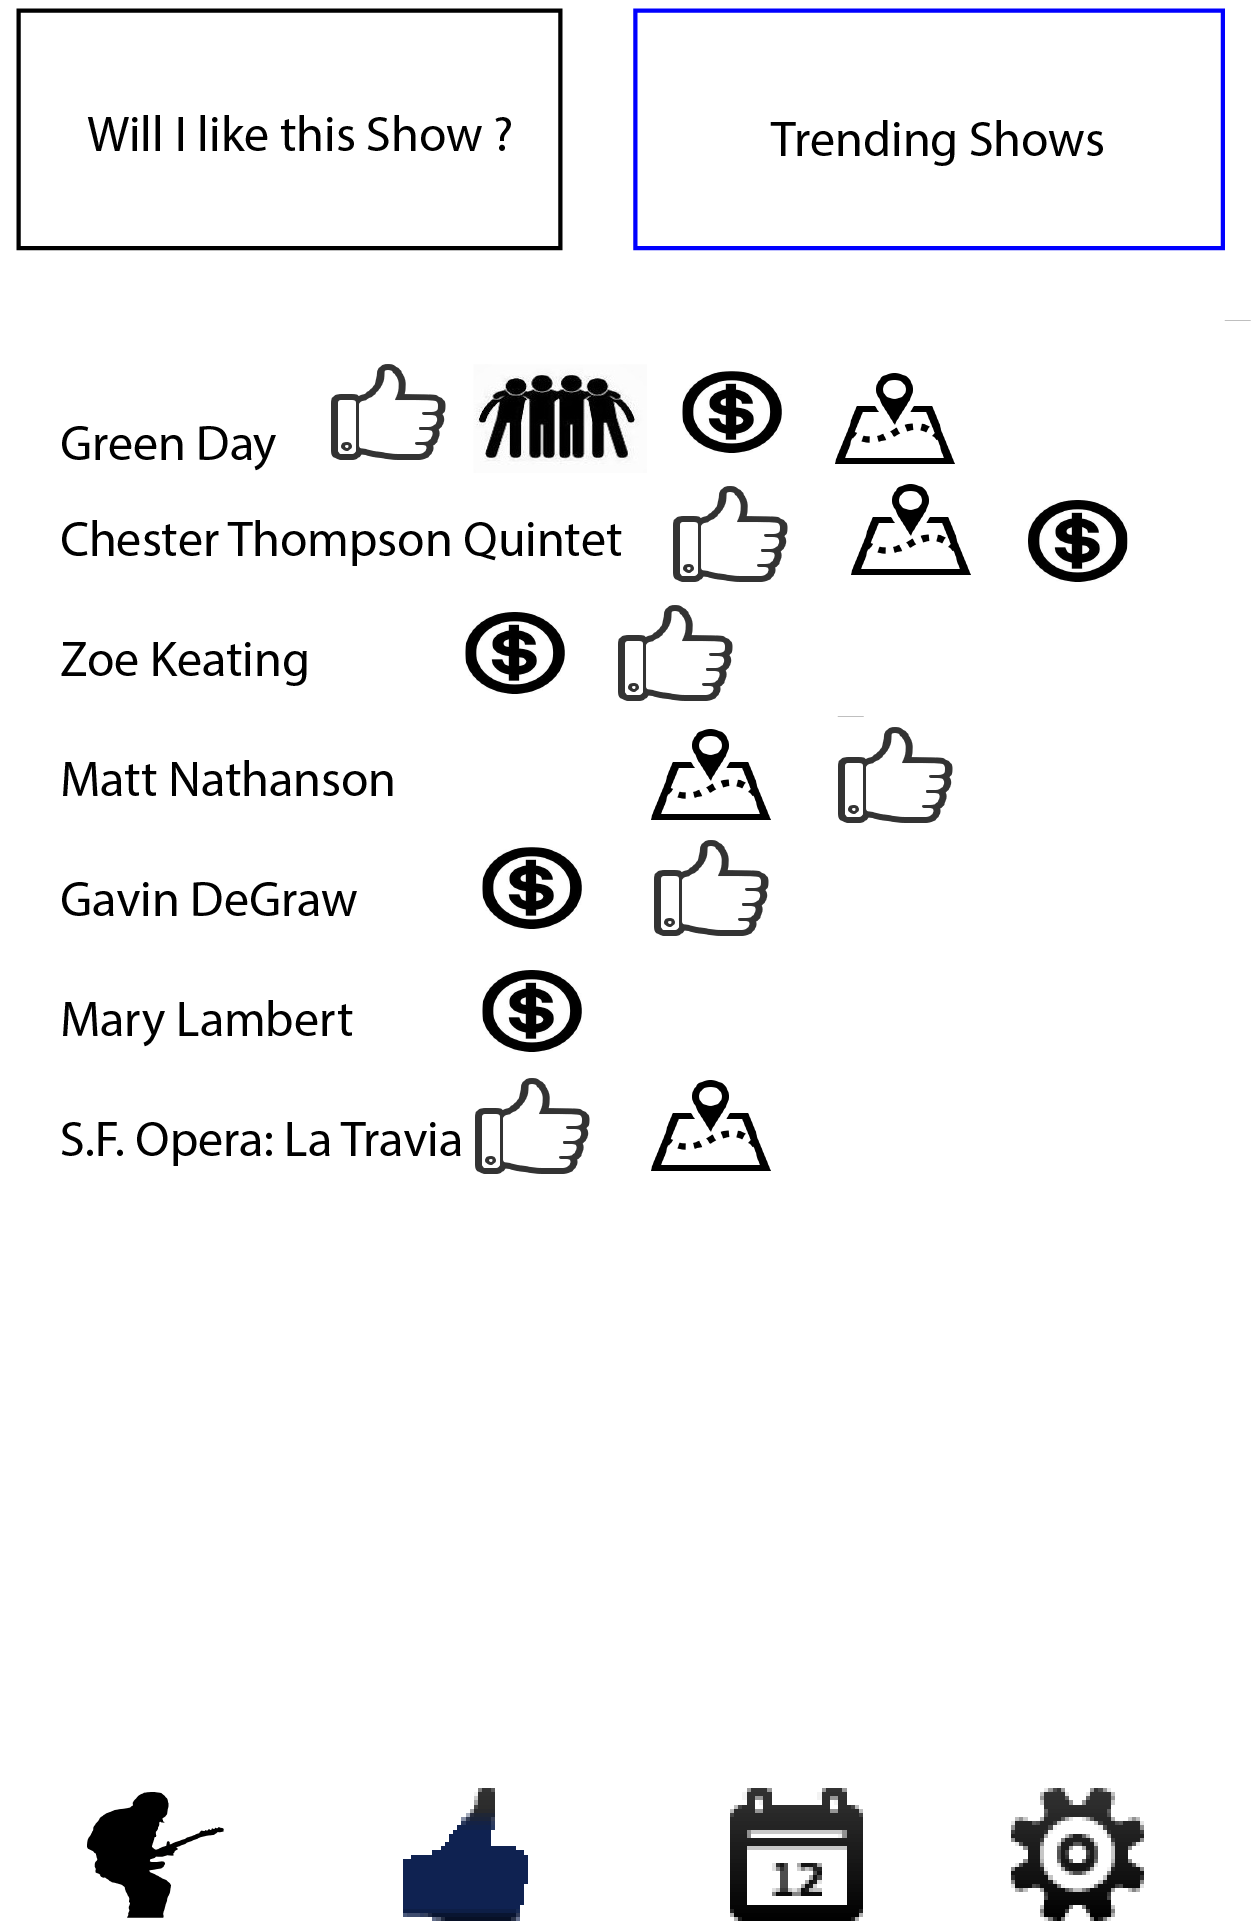 Will I like this Show ?
Trending Shows
Green Day
Chester Thompson Quintet
Zoe Keating
Matt Nathanson
Gavin DeGraw
Mary Lambert
S.F. Opera: La Travia
12